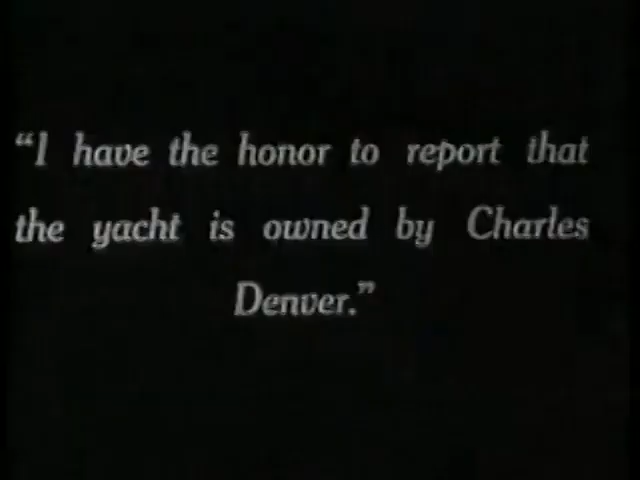 “I have the honor to report that
the yacht is owned by Charles
Denver.”